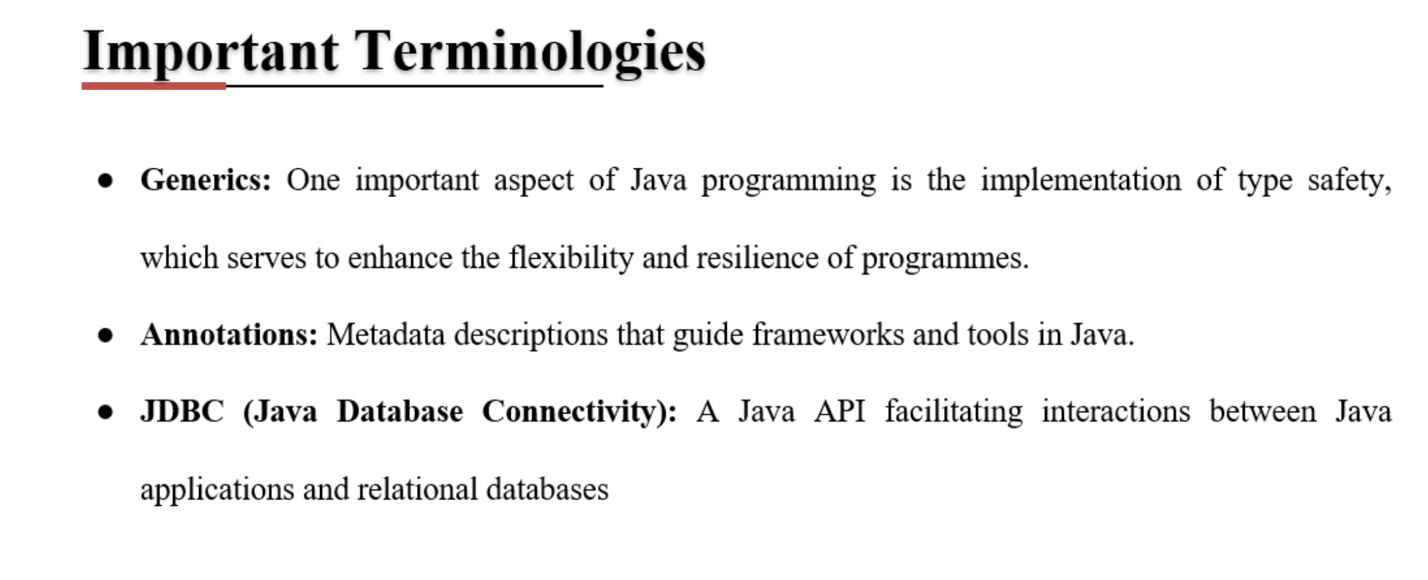 Important Terminologies
● Generics: One important aspect of Java programming is the implementation of type safety,
which serves to enhance the flexibility and resilience of programmes.
● Annotations: Metadata descriptions that guide frameworks and tools in Java.
● JDBC (Java Database Connectivity): A Java API facilitating interactions between Java
applications and relational databases